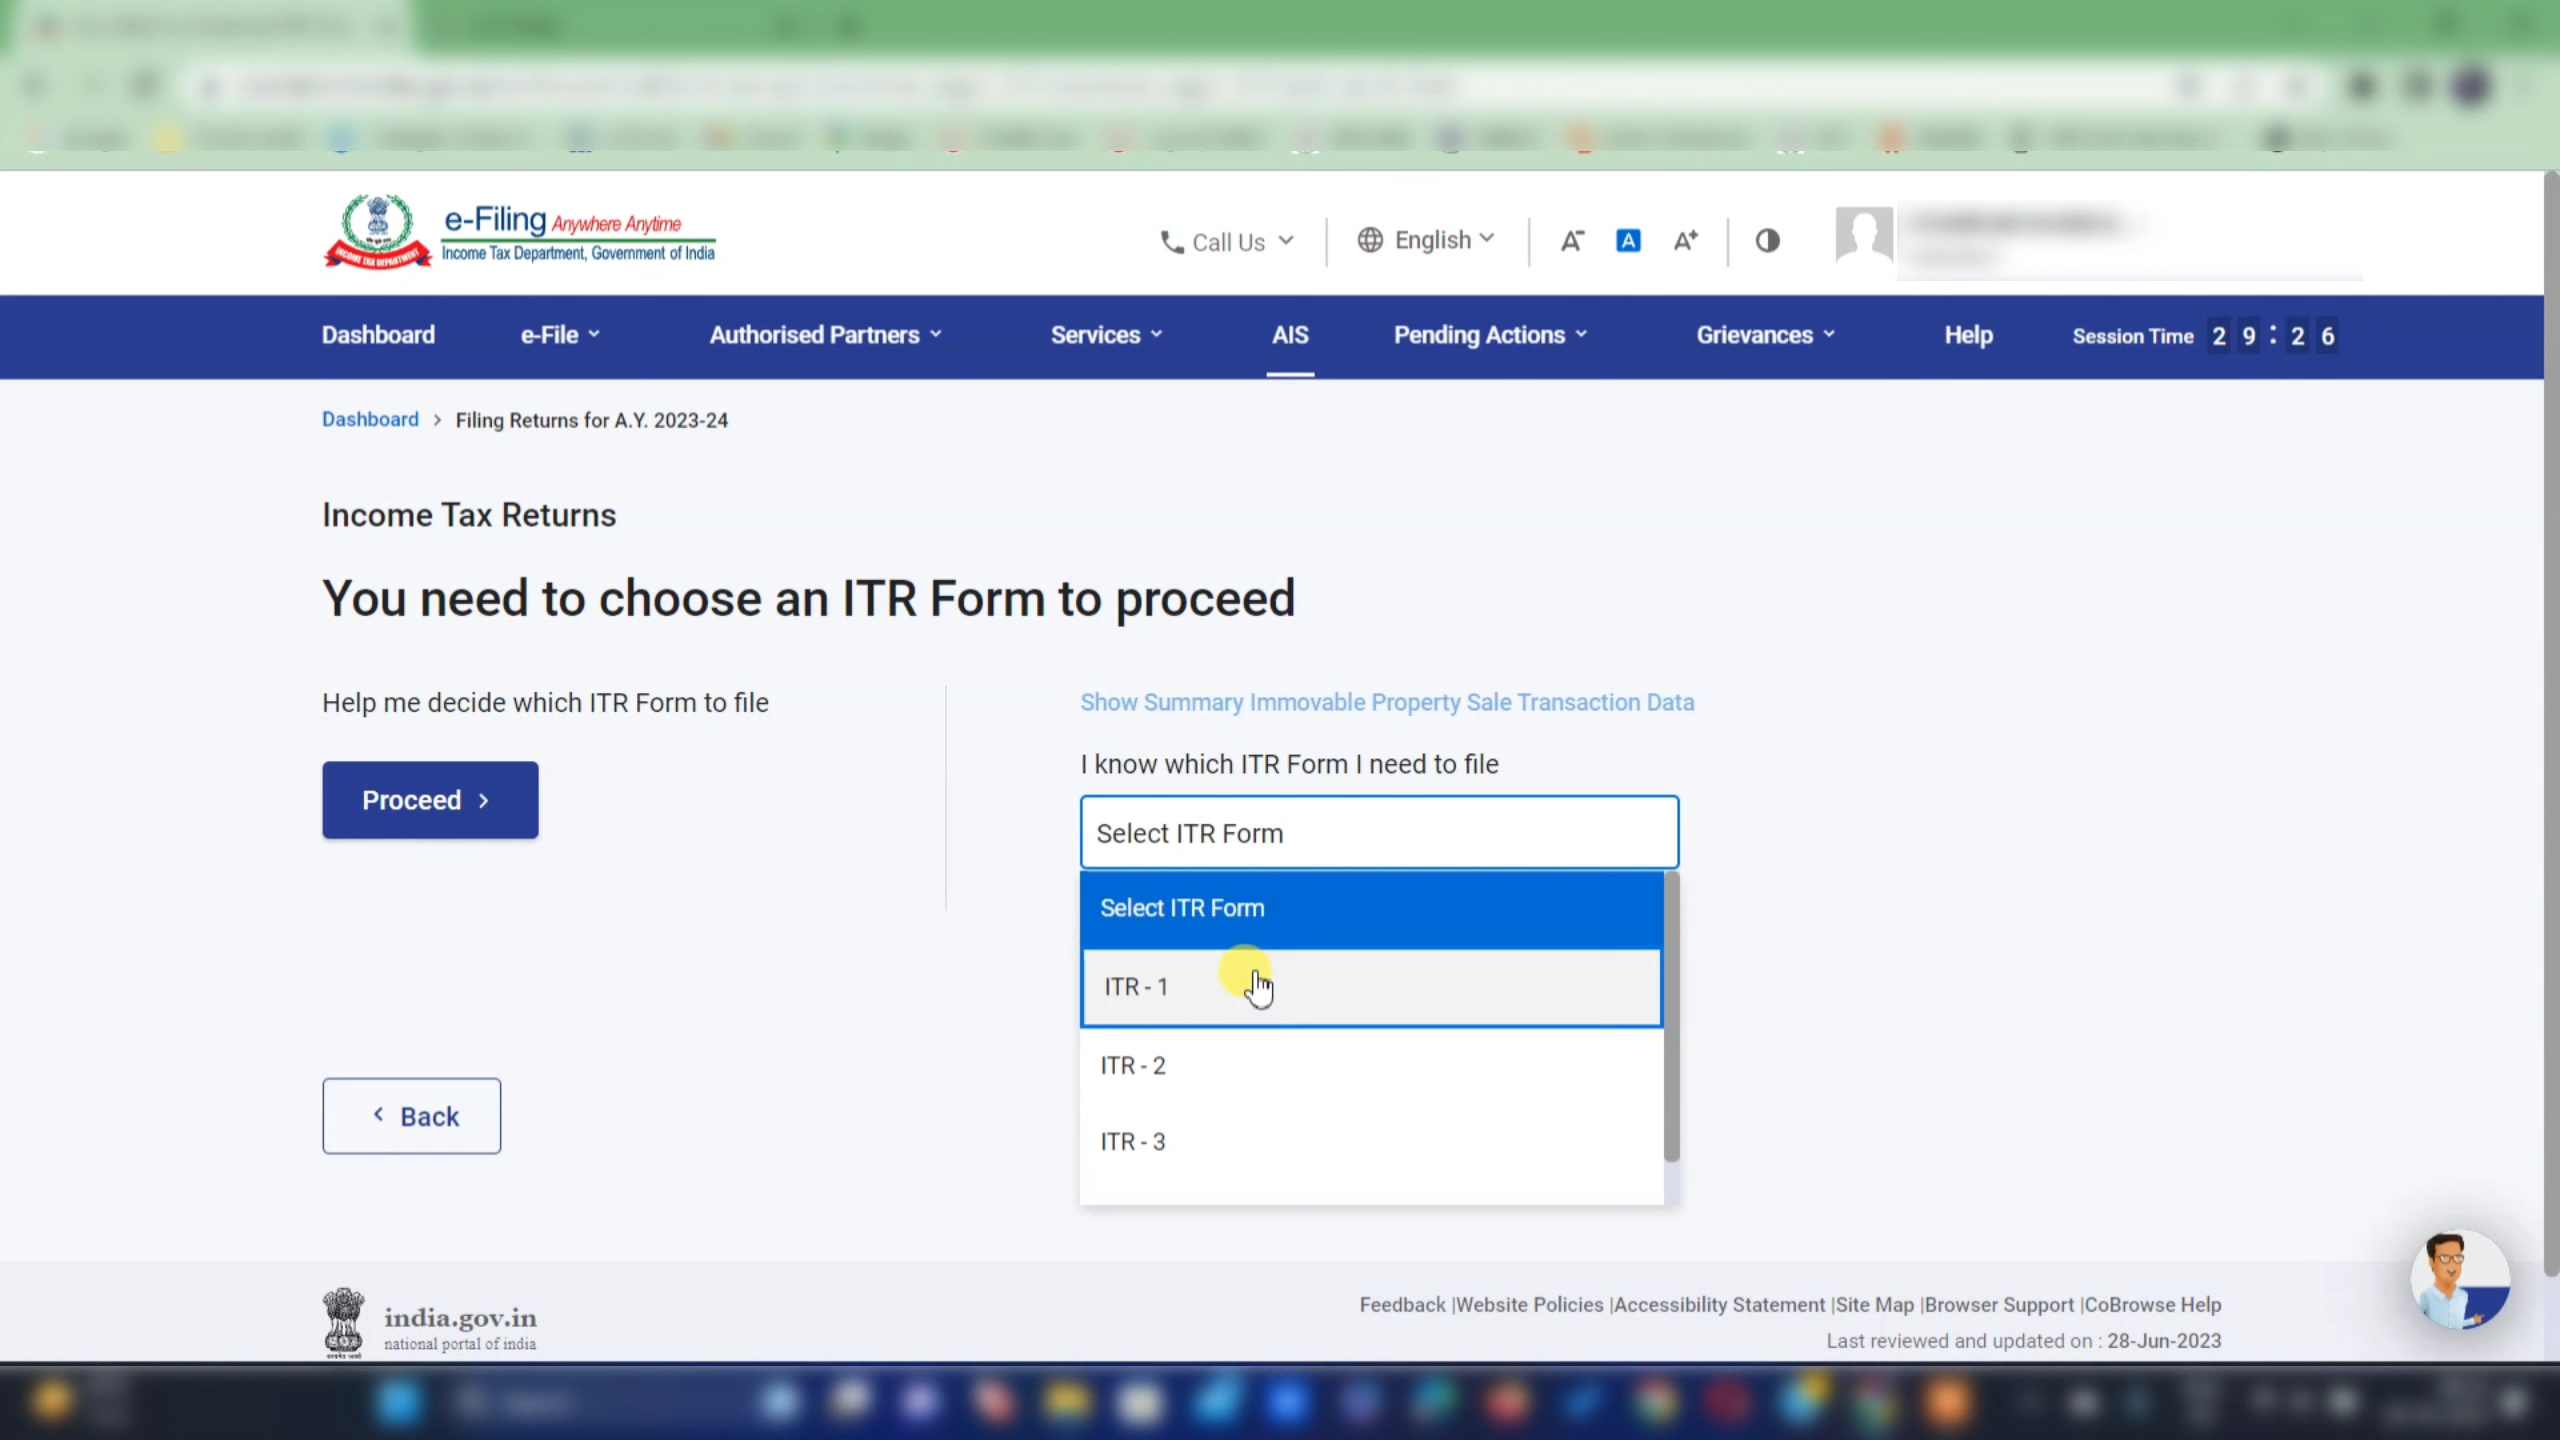 e-Filing Anywhere Anytime
Income Tax Department, Government of India
INCOME TAX DEPARTMENT
Call Us
English
A-
A
A+
Dashboard
e-File
Authorised Partners
Services
AIS
Pending Actions
Grievances
Help
Session Time 29:26
Dashboard > Filing Returns for A.Y. 2023-24
Income Tax Returns
You need to choose an ITR Form to proceed
Help me decide which ITR Form to file
Proceed >
Show Summary Immovable Property Sale Transaction Data
I know which ITR Form I need to file
Select ITR Form
Select ITR Form
ITR - 1
ITR - 2
ITR - 3
< Back
india.gov.in
national portal of india
Feedback |Website Policies |Accessibility Statement |Site Map |Browser Support |CoBrowse Help
Last reviewed and updated on : 28-Jun-2023